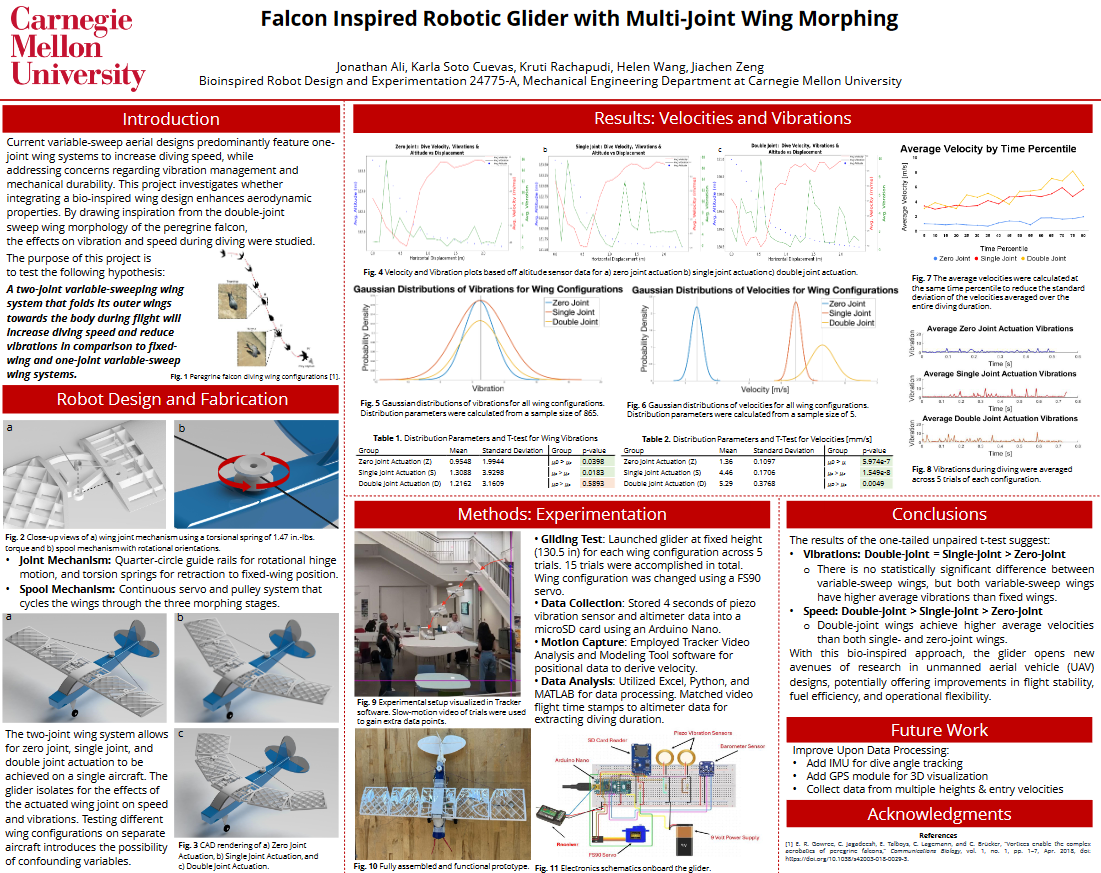 Carnegie
Mellon
University
Falcon Inspired Robotic Glider with Multi-Joint Wing Morphing
Jonathan Ali, Karla Soto Cuevas, Kruti Rachapudi, Helen Wang, Jiachen Zeng
Bioinspired Robot Design and Experimentation 24775-A, Mechanical Engineering Department at Carnegie Mellon University
Introduction
Current variable-sweep aerial designs predominantly feature one-
joint wing systems to increase diving speed, while
addressing concerns regarding vibration management and
mechanical durability. This project investigates whether
integrating a bio-inspired wing design enhances aerodynamic
properties. By drawing inspiration from the double-joint
sweep wing morphology of the peregrine falcon,
the effects on vibration and speed during diving were studied.
The purpose of this project is
to test the following hypothesis:
A two-joint variable-sweeping wing
system that folds its outer wings
towards the body during flight will
increase diving speed and reduce
vibrations in comparison to fixed-
wing and one-joint variable-sweep
wing systems.
Fig. 1 Peregrine falcon diving wing configurations [1].
Robot Design and Fabrication
a
b
Fig. 2 Close-up views of a) wing joint mechanism using a torsional spring of 1.47 in.-lbs.
torque and b) spool mechanism with rotational orientations.
• Joint Mechanism: Quarter-circle guide rails for rotational hinge
motion, and torsion springs for retraction to fixed-wing position.
• Spool Mechanism: Continuous servo and pulley system that
cycles the wings through the three morphing stages.
a
b
The two-joint wing system allows
for zero joint, single joint, and
double joint actuation to be
achieved on a single aircraft. The
glider isolates for the effects of
the actuated wing joint on speed
and vibrations. Testing different
wing configurations on separate
aircraft introduces the possibility
of confounding variables.
c
Fig. 3 CAD rendering of a) Zero Joint
Actuation, b) Single Joint Actuation, and
c) Double Joint Actuation.
Results: Velocities and Vibrations
Zero Joint: Dive Velocity, Vibrations &
Altitude vs Displacement
Horizontal Displacement (m)
b
Single Joint: Dive Velocity, Vibrations &
Altitude vs Displacement
Horizontal Displacement (m)
c
Double Joint: Dive Velocity, Vibrations &
Altitude vs Displacement
Horizontal Displacement (m)
Fig. 4 Velocity and Vibration plots based off altitude sensor data for a) zero joint actuation b) single joint actuation c) double joint actuation.
Gaussian Distributions of Vibrations for Wing Configurations
Probability Density
Zero Joint
Single Joint
Double Joint
Vibration
Fig. 5 Gaussian distributions of vibrations for all wing configurations.
Distribution parameters were calculated from a sample size of 865.
Gaussian Distributions of Velocities for Wing Configurations
Probability Density
Zero Joint
Single Joint
Double Joint
Velocity [m/s]
Fig. 6 Gaussian distributions of velocities for all wing configurations.
Distribution parameters were calculated from a sample size of 5.
Table 1. Distribution Parameters and T-test for Wing Vibrations
Group Mean Standard Deviation Group p-value
Zero Joint Actuation (Z) 0.9548 1.9944 0.0398
Single Joint Actuation (S) 1.3088 3.9298 0.0183
Double Joint Actuation (D) 1.2162 3.1609 0.5893
Table 2. Distribution Parameters and T-Test for Velocities [mm/s]
Group Mean Standard Deviation Group p-value
Zero Joint Actuation (Z) 1.36 0.1097 5.974e-7
Single Joint Actuation (S) 4.46 0.1706 1.549e-8
Double Joint Actuation (D) 5.29 0.3768 0.0049
Average Velocity by Time Percentile
Average Velocity [m/s]
Time Percentile
Zero Joint Single Joint Double Joint
Fig. 7 The average velocities were calculated at
the same time percentile to reduce the standard
deviation of the velocities averaged over the
entire diving duration.
Average Zero Joint Actuation Vibrations
Vibration
Time [s]
Average Single Joint Actuation Vibrations
Vibration
Time [s]
Average Double Joint Actuation Vibrations
Vibration
Time [s]
Fig. 8 Vibrations during diving were averaged
across 5 trials of each configuration.
Methods: Experimentation
Fig. 9 Experimental setup visualized in Tracker
software. Slow-motion video of trials were used
to gain extra data points.
• Gliding Test: Launched glider at fixed height
(130.5 in) for each wing configuration across 5
trials. 15 trials were accomplished in total.
Wing configuration was changed using a FS90
servo.
• Data Collection: Stored 4 seconds of piezo
vibration sensor and altimeter data into a
microSD card using an Arduino Nano.
• Motion Capture: Employed Tracker Video
Analysis and Modeling Tool software for
positional data to derive velocity.
• Data Analysis: Utilized Excel, Python, and
MATLAB for data processing. Matched video
flight time stamps to altimeter data for
extracting diving duration.
Fig. 10 Fully assembled and functional prototype.
Piezo Vibration Sensors
SD Card Reader
Barometer Sensor
Arduino Nano
Receiver
FS90 Servo
9 Volt Power Supply
Fig. 11 Electronics schematics onboard the glider.
Conclusions
The results of the one-tailed unpaired t-test suggest:
• Vibrations: Double-Joint = Single-Joint > Zero-Joint
o There is no statistically significant difference between
variable-sweep wings, but both variable-sweep wings
have higher average vibrations than fixed wings.
• Speed: Double-Joint > Single-Joint > Zero-Joint
o Double-joint wings achieve higher average velocities
than both single- and zero-joint wings.
With this bio-inspired approach, the glider opens new
avenues of research in unmanned aerial vehicle (UAV)
designs, potentially offering improvements in flight stability,
fuel efficiency, and operational flexibility.
Future Work
Improve Upon Data Processing:
• Add IMU for dive angle tracking
• Add GPS module for 3D visualization
• Collect data from multiple heights & entry velocities
Acknowledgments
References
[1] E. R. Gowree, C. Jagadeesh, E. Talboys, C. Lagemann, and C. Brücker, "Vortices enable the complex
aerobatics of peregrine falcons," Communications Biology, vol. 1, no. 1, pp. 1–7, Apr. 2018, doi:
https://doi.org/10.1038/s42003-018-0029-3.